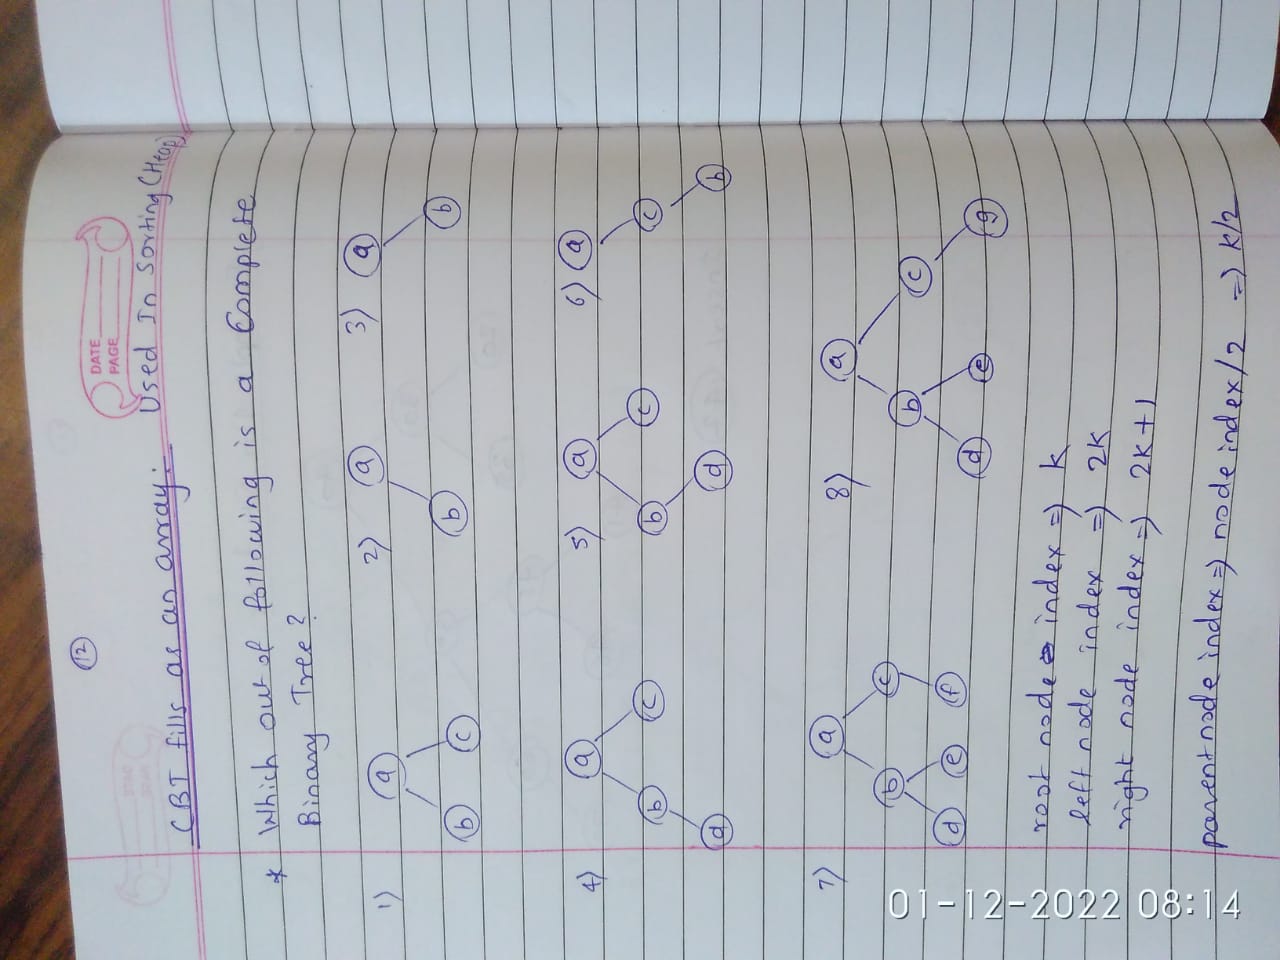 12
DATE
PAGE
CBT fills as an array: Used In Sorting (Heap)
* Which out of following is a Complete
Binary Tree?
1) a b c
2) a b
3) a b
4) a b c d
5) a b c d
6) a c b
7) a b c d e f
8) a b c d e g
root node index => k
left node index => 2k
right node index => 2k+1
parent node index => node index/2 => k/2
01-12-2022 08:14